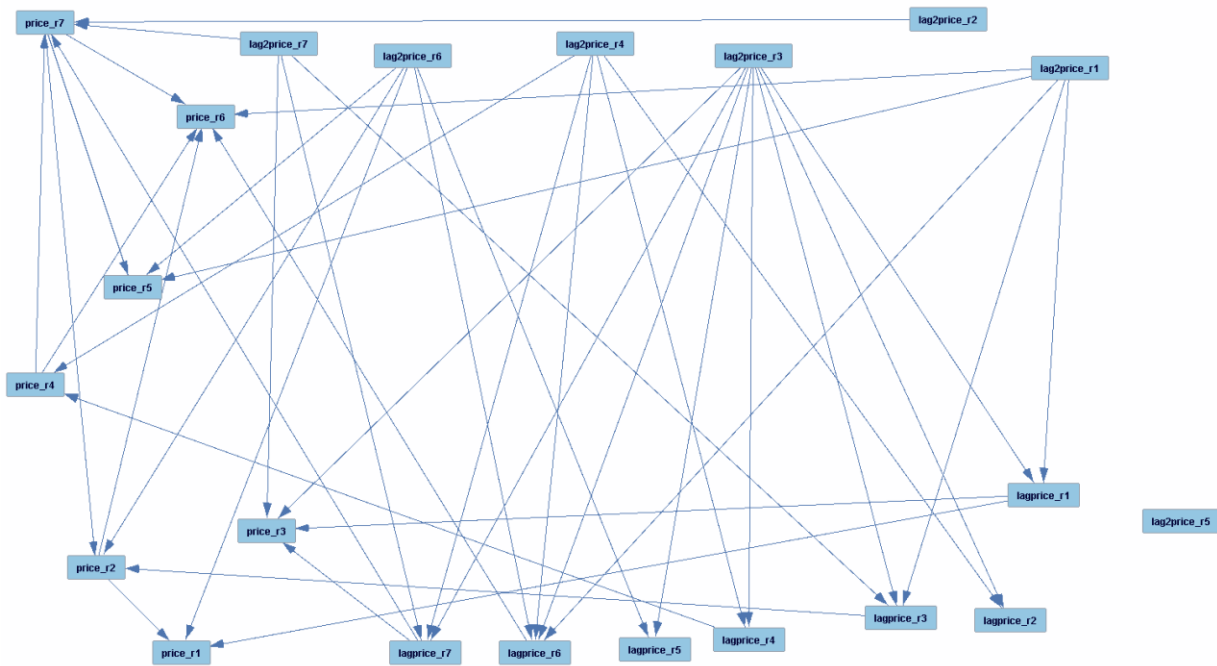 price_r7
lag2price_r2
lag2price_r7
lag2price_r6
lag2price_r4
lag2price_r3
lag2price_r1
price_r6
price_r5
price_r4
lagprice_r1
lag2price_r5
price_r3
price_r2
lagprice_r3
lagprice_r2
price_r1
lagprice_r7
lagprice_r6
lagprice_r5
lagprice_r4